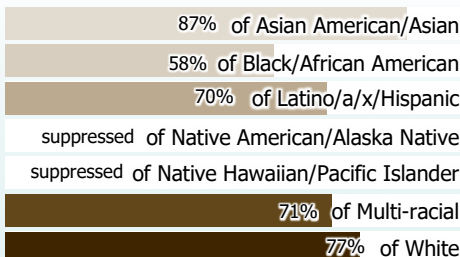 87% of Asian American/Asian
58% of Black/African American
70% of Latino/a/x/Hispanic
suppressed of Native American/Alaska Native
suppressed of Native Hawaiian/Pacific Islander
71% of Multi-racial
77% of White